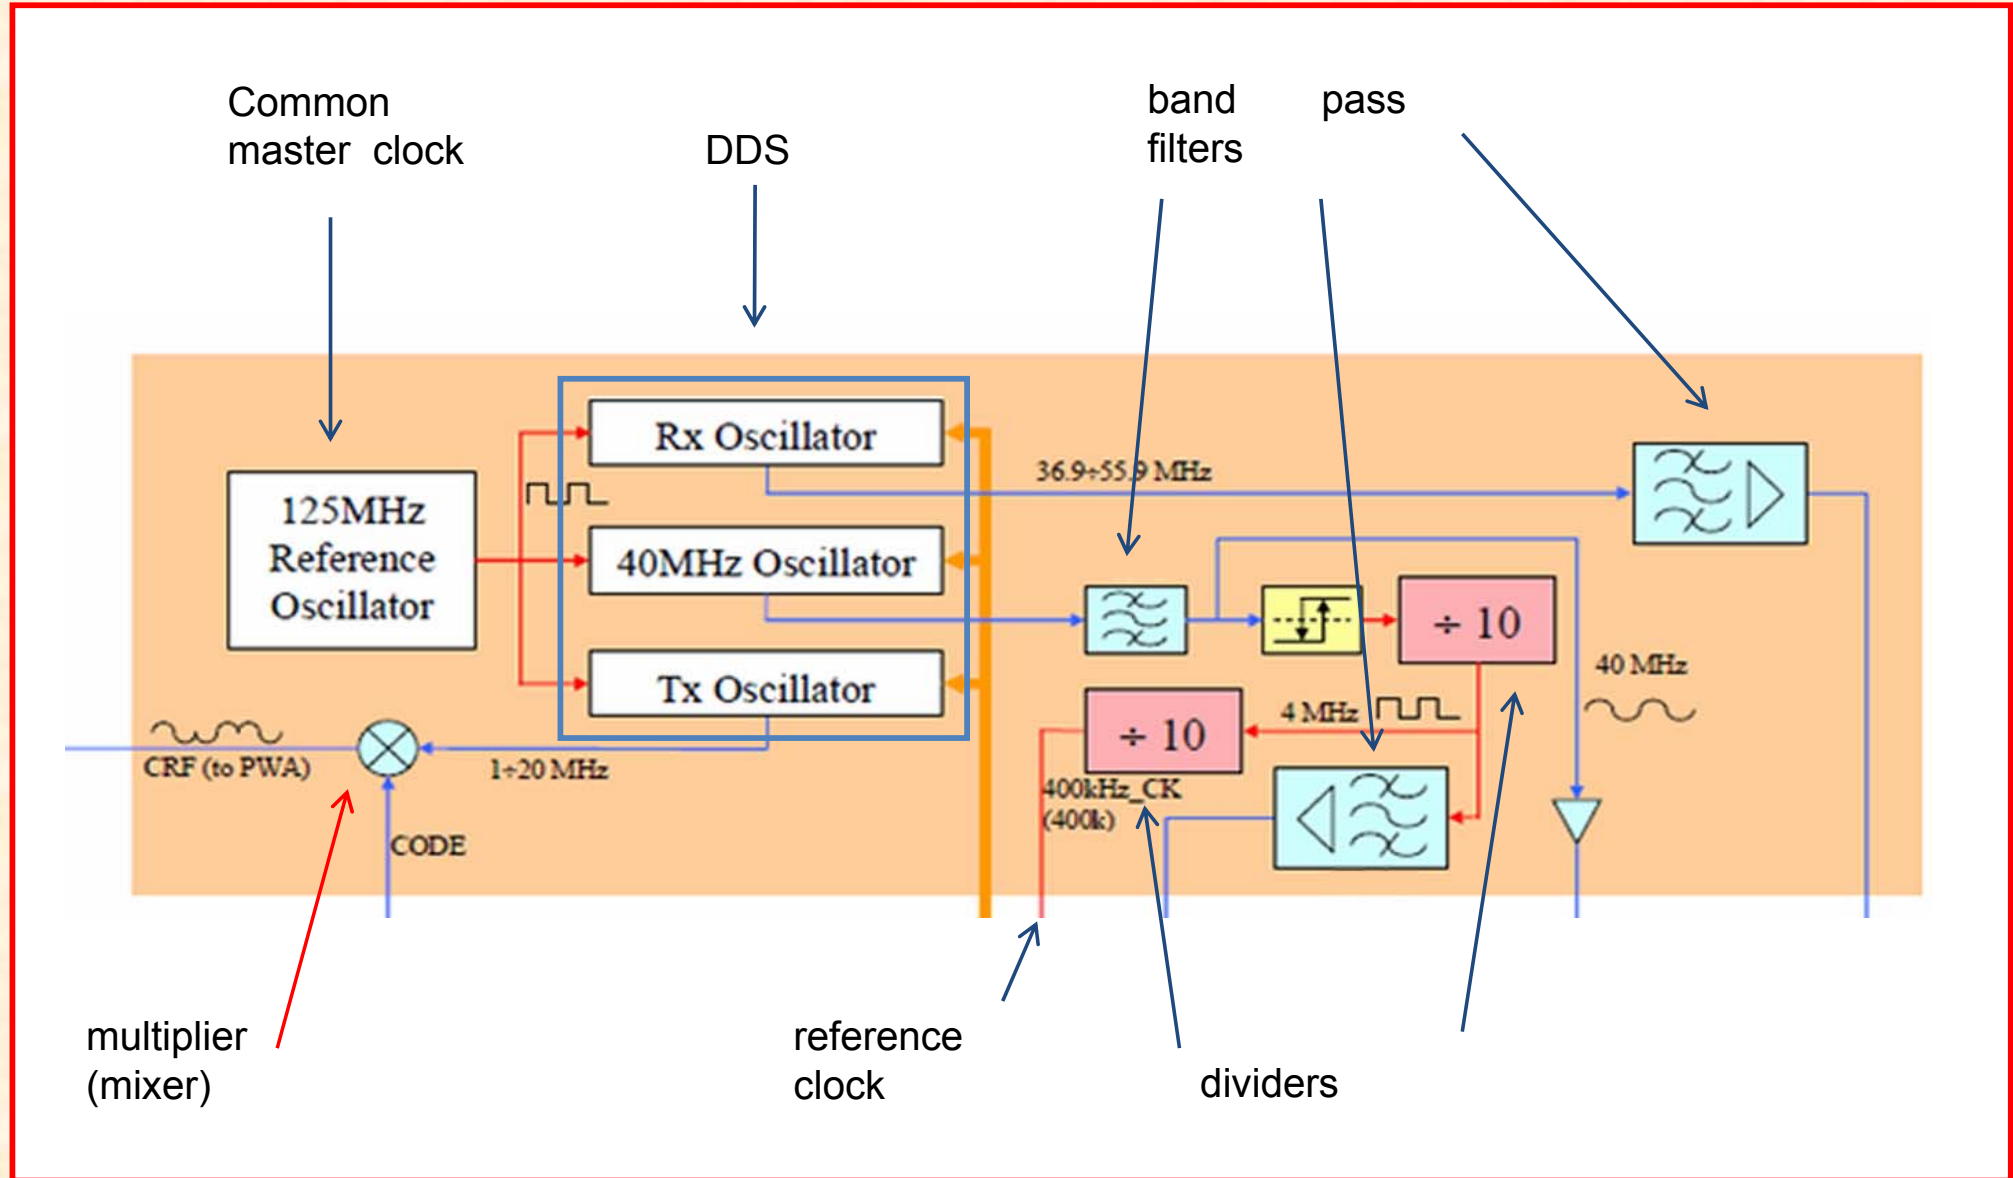 Common
master clock
DDS
band pass
filters
Rx Oscillator
36.9÷55.9 MHz
125MHz
Reference
Oscillator
40MHz Oscillator
÷ 10
40 MHz
Tx Oscillator
4 MHz
÷ 10
CRF (to PWA)
1÷20 MHz
400kHz_CK
(400k)
CODE
multiplier
(mixer)
reference
clock
dividers